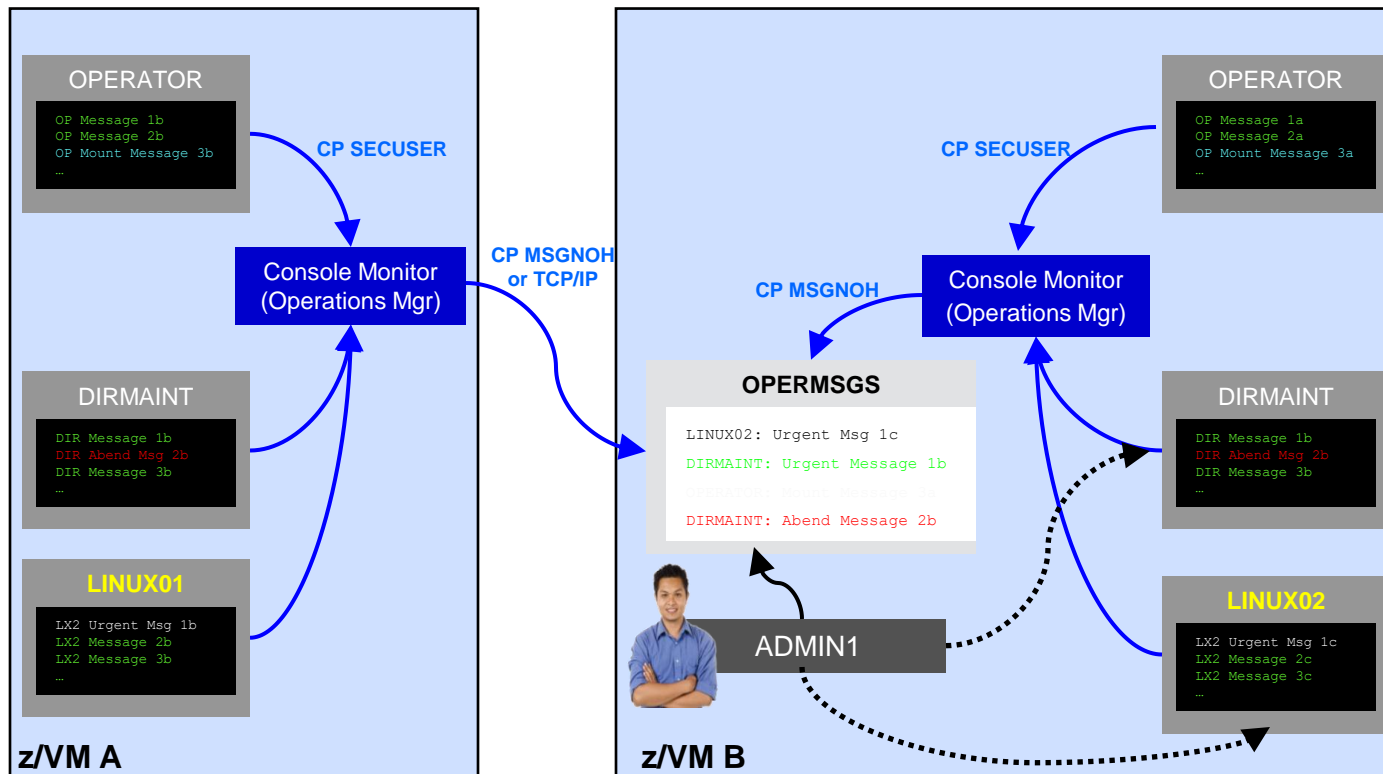 OPERATOR
OP Message 1b
OP Message 2b
OP Mount Message 3b
…
CP SECUSER
Console Monitor
(Operations Mgr)
DIRMAINT
DIR Message 1b
DIR Abend Msg 2b
DIR Message 3b
…
LINUX01
LX2 Urgent Msg 1b
LX2 Message 2b
LX2 Message 3b
…
z/VM A
CP MSGNOH
or TCP/IP
OPERATOR
OP Message 1a
OP Message 2a
OP Mount Message 3a
…
CP SECUSER
Console Monitor
(Operations Mgr)
CP MSGNOH
OPERMSGS
LINUX02: Urgent Msg 1c
DIRMAINT: Urgent Message 1b
OPERATOR: Mount Message 3a
DIRMAINT: Abend Message 2b
DIRMAINT
DIR Message 1b
DIR Abend Msg 2b
DIR Message 3b
…
ADMIN1
LINUX02
LX2 Urgent Msg 1c
LX2 Message 2c
LX2 Message 3c
…
z/VM B